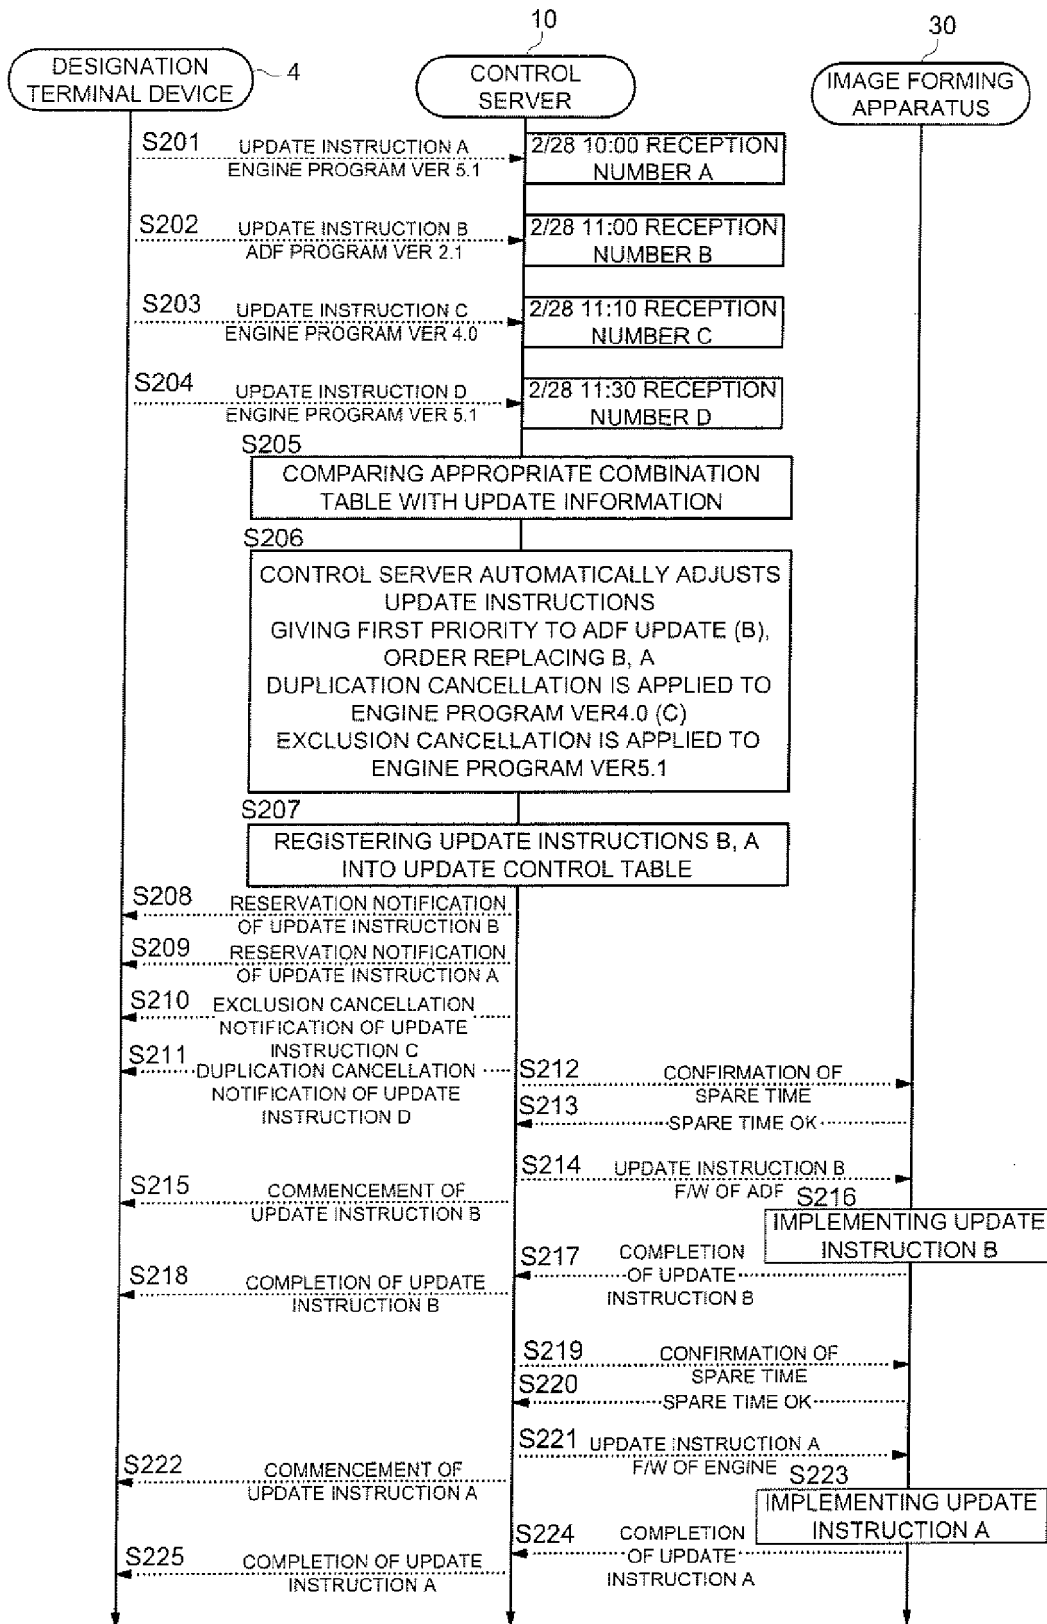 10
30
DESIGNATION
TERMINAL DEVICE
4
CONTROL
SERVER
IMAGE FORMING
APPARATUS
S201
UPDATE INSTRUCTION A
ENGINE PROGRAM VER 5.1
2/28 10:00 RECEPTION
NUMBER A
S202
UPDATE INSTRUCTION B
ADF PROGRAM VER 2.1
2/28 11:00 RECEPTION
NUMBER B
S203
UPDATE INSTRUCTION C
ENGINE PROGRAM VER 4.0
2/28 11:10 RECEPTION
NUMBER C
S204
UPDATE INSTRUCTION D
ENGINE PROGRAM VER 5.1
2/28 11:30 RECEPTION
NUMBER D
S205
COMPARING APPROPRIATE COMBINATION
TABLE WITH UPDATE INFORMATION
S206
CONTROL SERVER AUTOMATICALLY ADJUSTS
UPDATE INSTRUCTIONS
GIVING FIRST PRIORITY TO ADF UPDATE (B),
ORDER REPLACING B, A
DUPLICATION CANCELLATION IS APPLIED TO
ENGINE PROGRAM VER4.0 (C)
EXCLUSION CANCELLATION IS APPLIED TO
ENGINE PROGRAM VER5.1
S207
REGISTERING UPDATE INSTRUCTIONS B, A
INTO UPDATE CONTROL TABLE
S208
RESERVATION NOTIFICATION
OF UPDATE INSTRUCTION B
S209
RESERVATION NOTIFICATION
OF UPDATE INSTRUCTION A
S210
EXCLUSION CANCELLATION
NOTIFICATION OF UPDATE
INSTRUCTION C
S211
DUPLICATION CANCELLATION
NOTIFICATION OF UPDATE
INSTRUCTION D
S212
CONFIRMATION OF
SPARE TIME
S213
SPARE TIME OK
S214
UPDATE INSTRUCTION B
F/W OF ADF
S215
COMMENCEMENT OF
UPDATE INSTRUCTION B
S216
IMPLEMENTING UPDATE
INSTRUCTION B
S217
COMPLETION
OF UPDATE
INSTRUCTION B
S218
COMPLETION OF UPDATE
INSTRUCTION B
S219
CONFIRMATION OF
SPARE TIME
S220
SPARE TIME OK
S221
UPDATE INSTRUCTION A
F/W OF ENGINE
S222
COMMENCEMENT OF
UPDATE INSTRUCTION A
S223
IMPLEMENTING UPDATE
INSTRUCTION A
S224
COMPLETION
OF UPDATE
INSTRUCTION A
S225
COMPLETION OF UPDATE
INSTRUCTION A